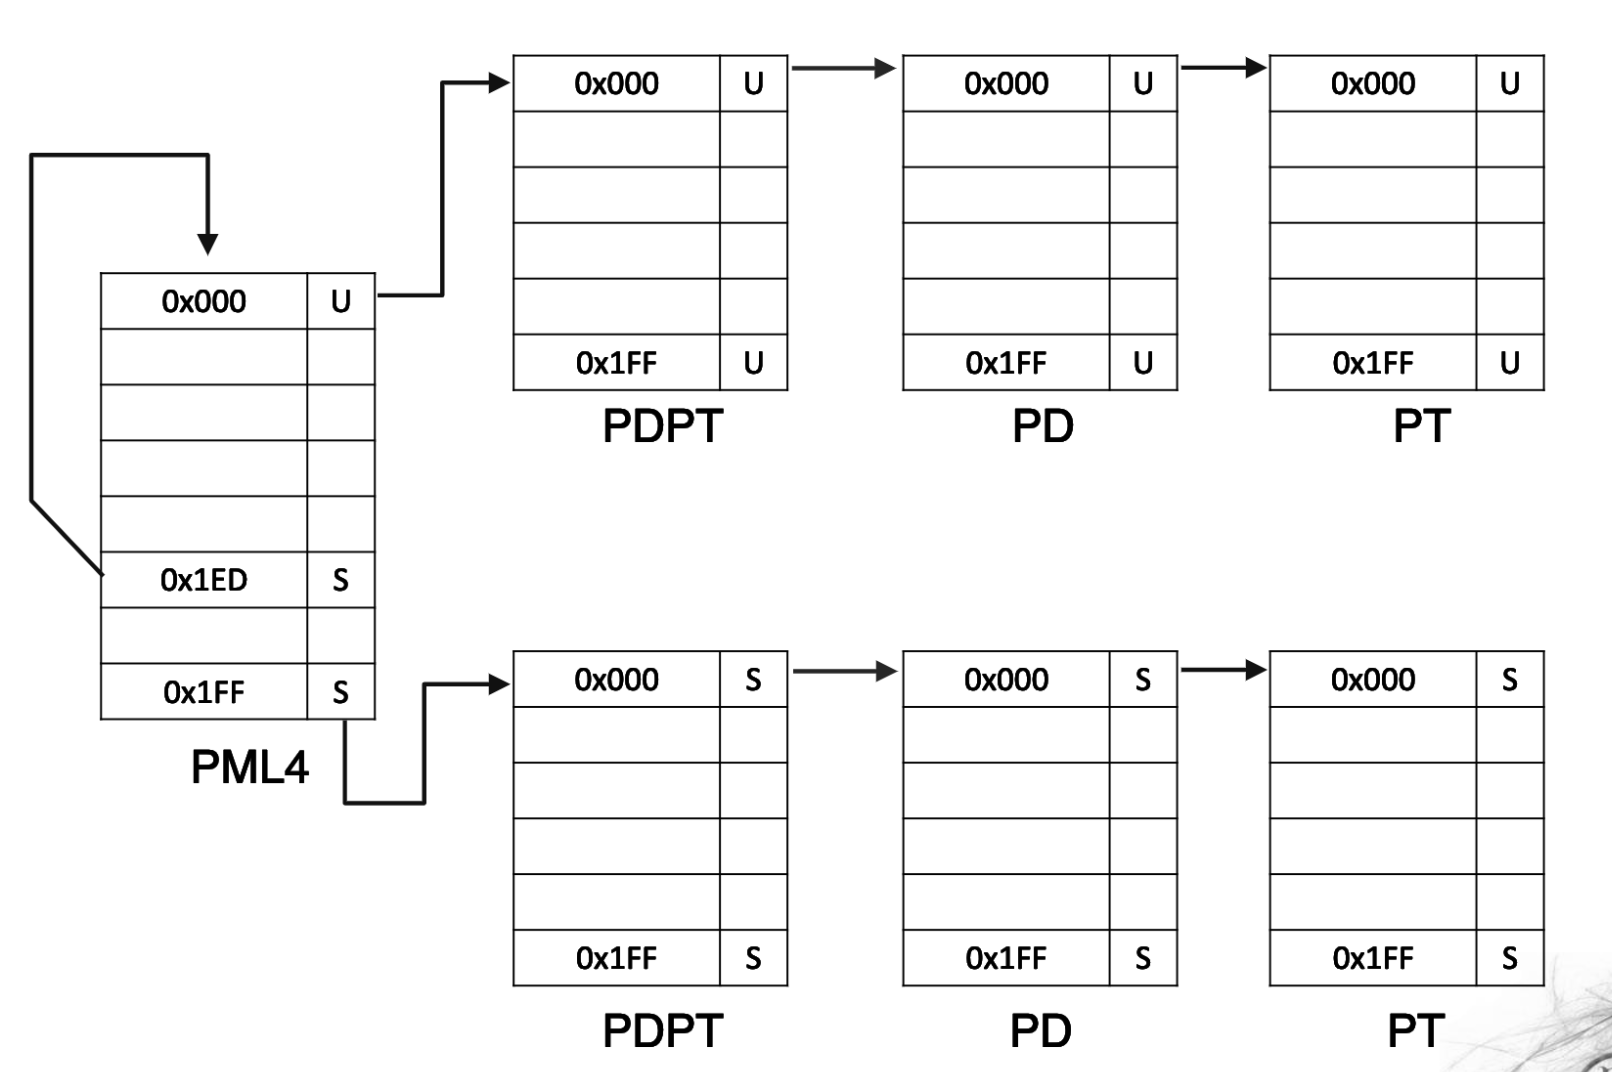 0x000 U
0x1ED S
0x1FF S
PML4
0x000 U
0x1FF U
PDPT
0x000 U
0x1FF U
PD
0x000 U
0x1FF U
PT
0x000 S
0x1FF S
PDPT
0x000 S
0x1FF S
PD
0x000 S
0x1FF S
PT